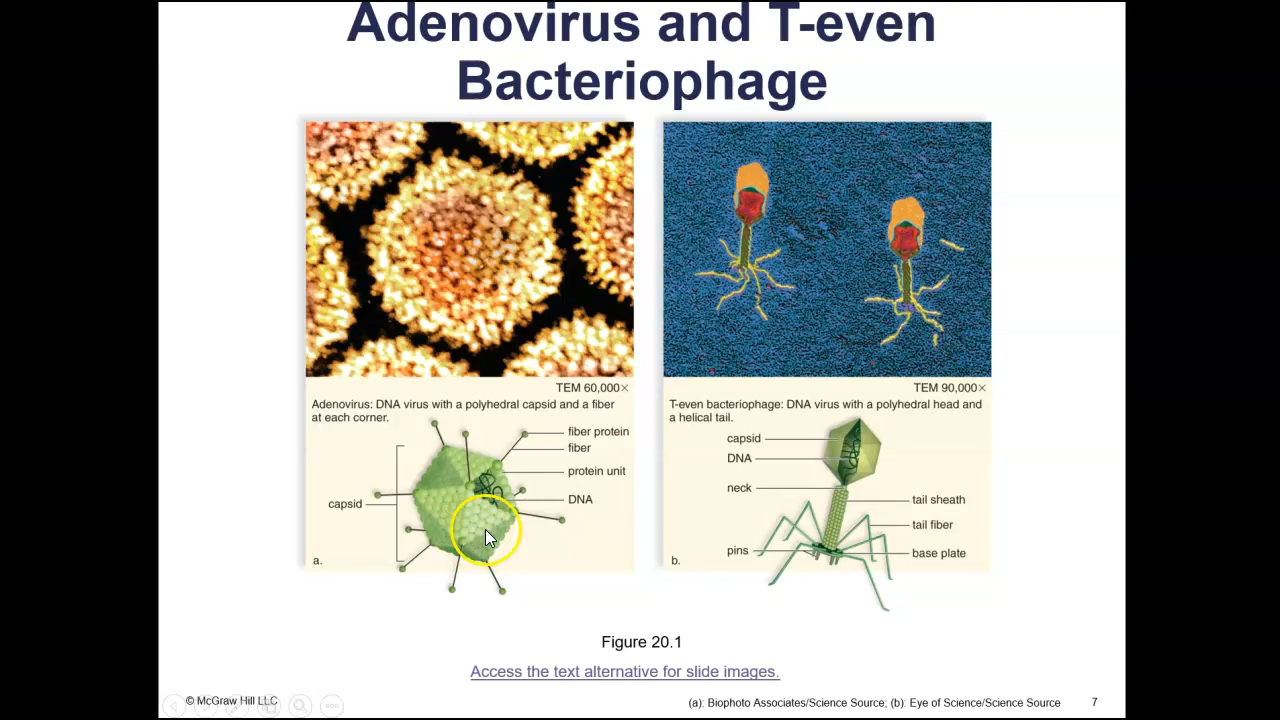 Adenovirus and T-even
Bacteriophage
TEM 60,000×
Adenovirus: DNA virus with a polyhedral capsid and a fiber
at each corner.
fiber protein
fiber
protein unit
DNA
capsid
a.
TEM 90,000×
T-even bacteriophage: DNA virus with a polyhedral head and
a helical tail.
capsid
DNA
neck
tail sheath
tail fiber
pins
base plate
b.
Figure 20.1
Access the text alternative for slide images.
© McGraw Hill LLC
(a): Biophoto Associates/Science Source; (b): Eye of Science/Science Source
7